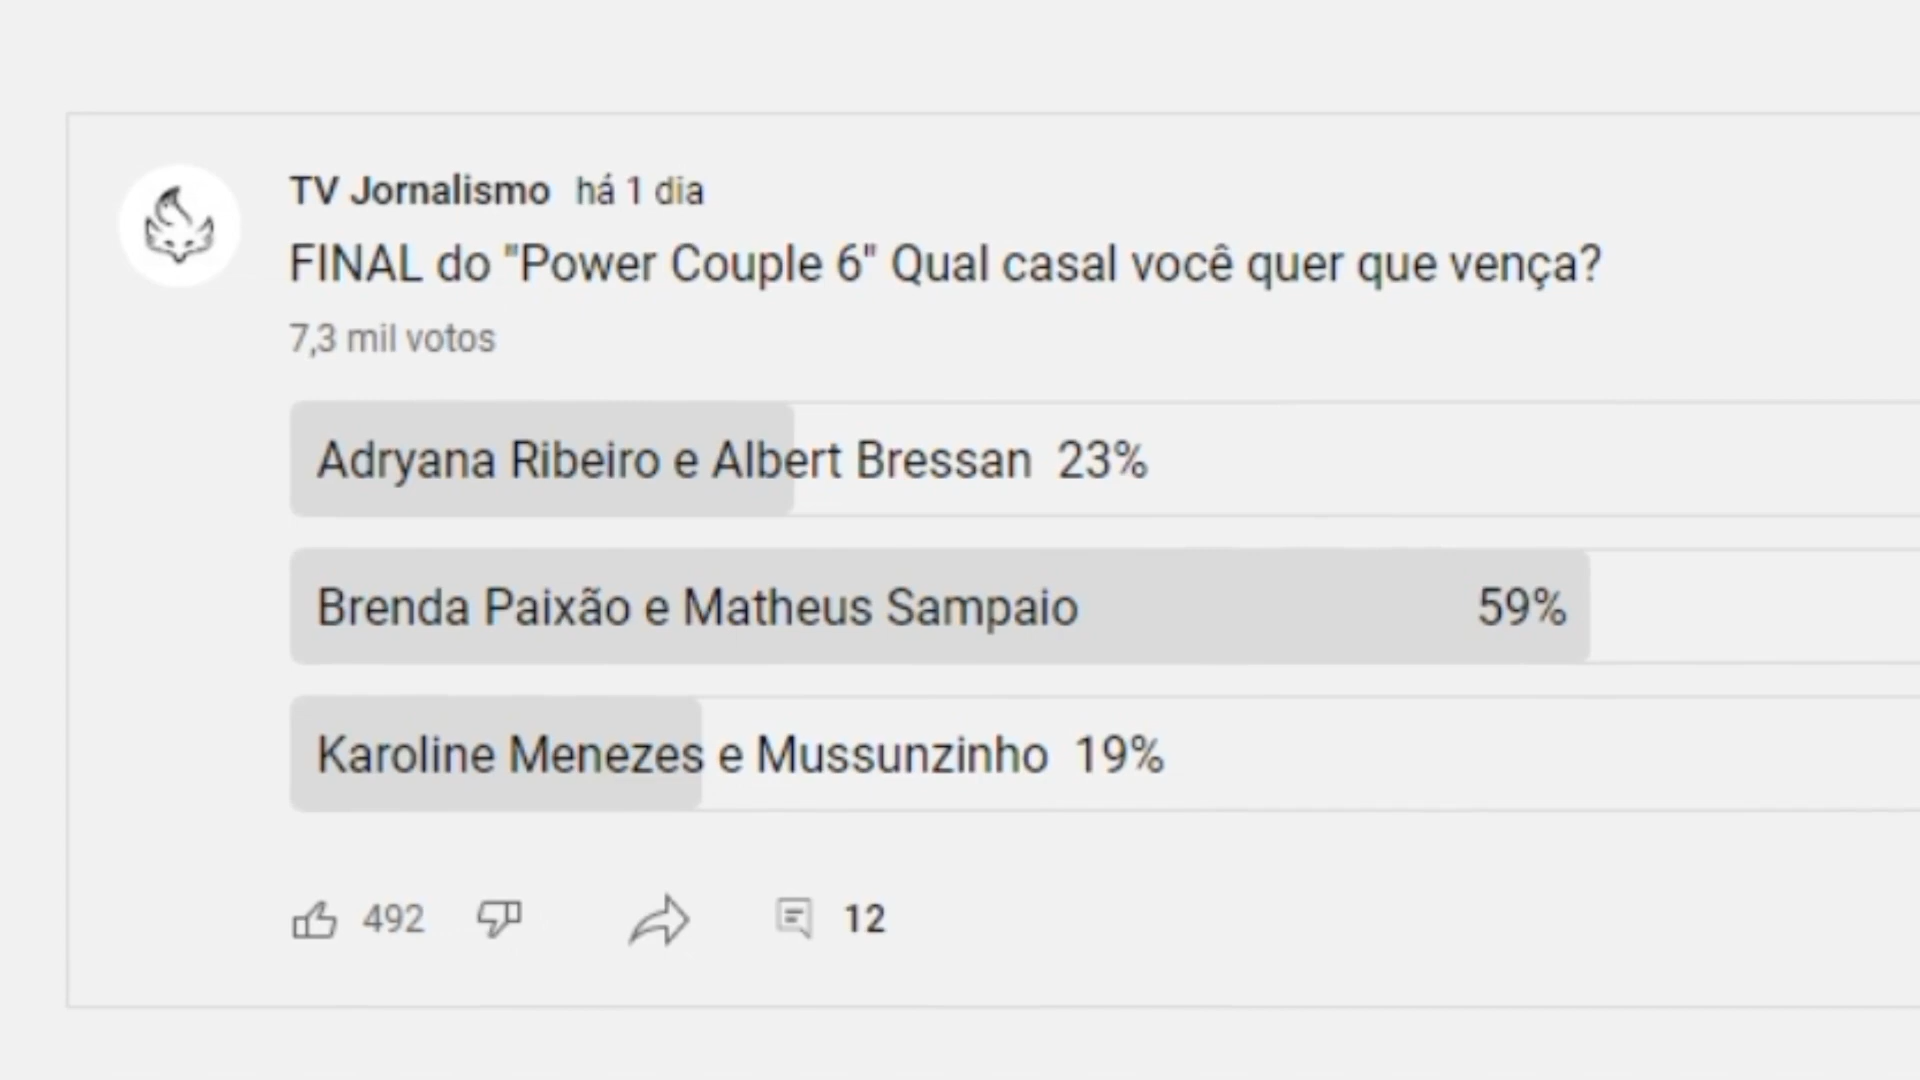 TV Jornalismo há 1 dia
FINAL do "Power Couple 6" Qual casal você quer que vença?
7,3 mil votos
Adryana Ribeiro e Albert Bressan 23%
Brenda Paixão e Matheus Sampaio 59%
Karoline Menezes e Mussunzinho 19%
492 12